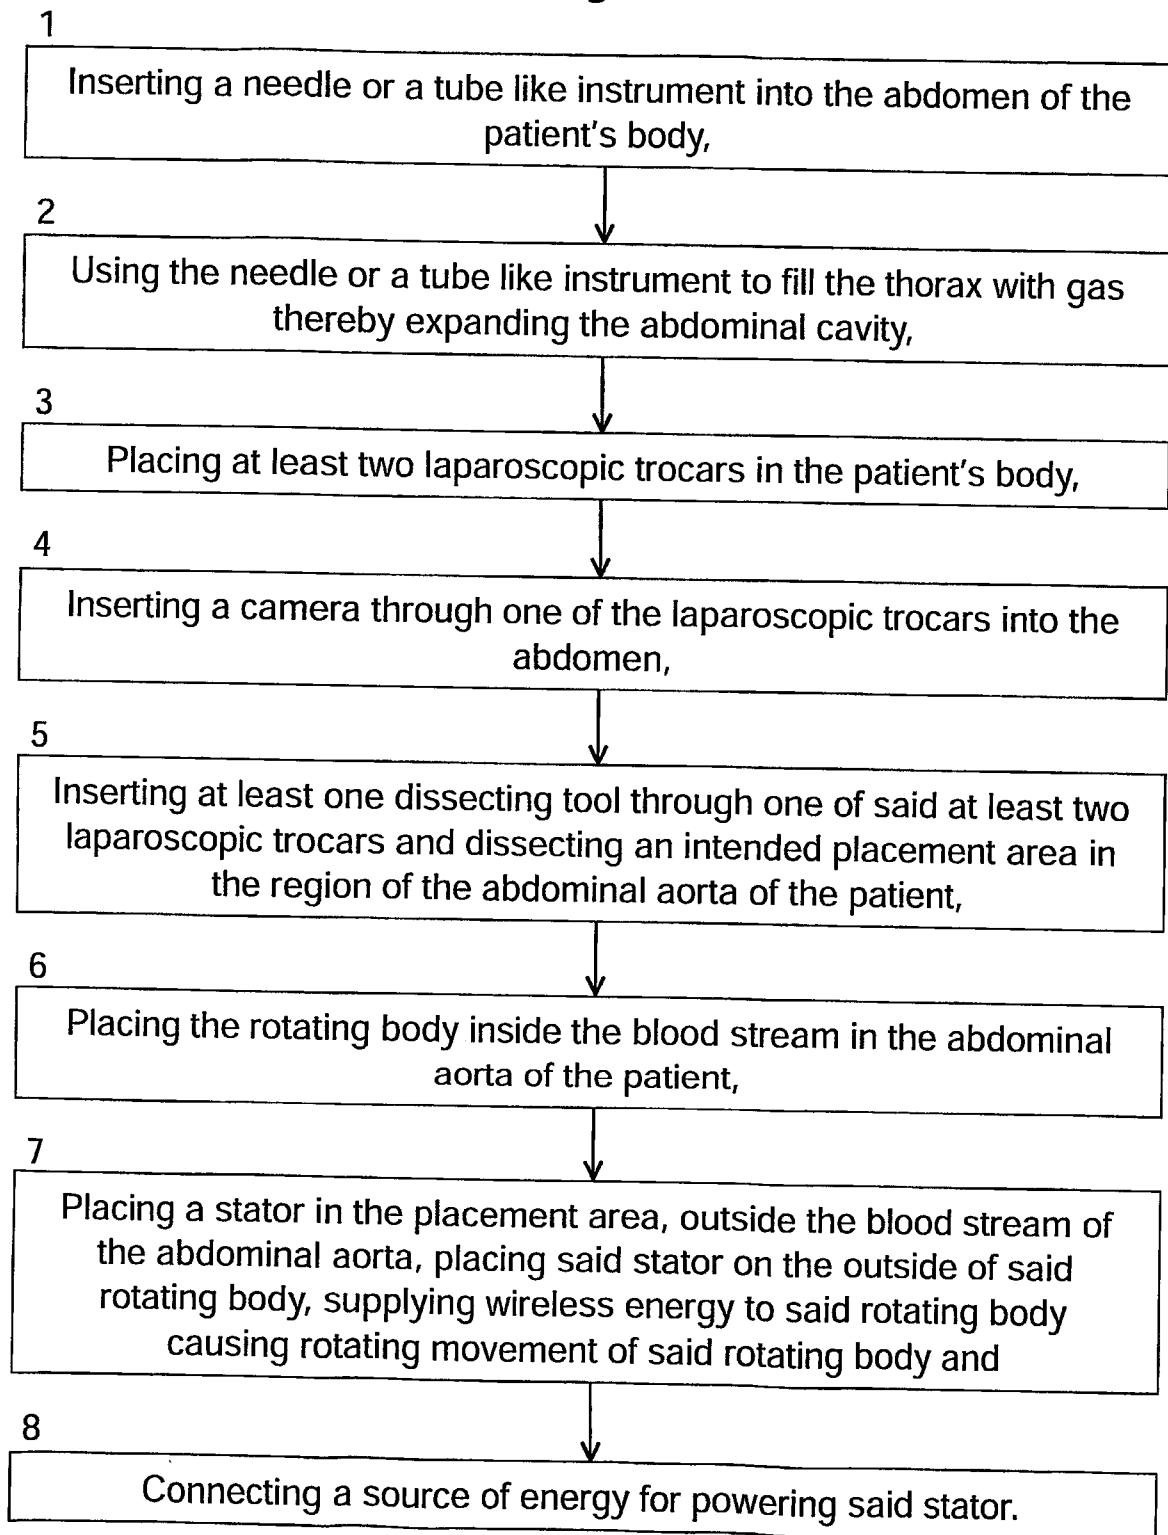 1
Inserting a needle or a tube like instrument into the abdomen of the
patient's body,
2
Using the needle or a tube like instrument to fill the thorax with gas
thereby expanding the abdominal cavity,
3
Placing at least two laparoscopic trocars in the patient's body,
4
Inserting a camera through one of the laparoscopic trocars into the
abdomen,
5
Inserting at least one dissecting tool through one of said at least two
laparoscopic trocars and dissecting an intended placement area in
the region of the abdominal aorta of the patient,
6
Placing the rotating body inside the blood stream in the abdominal
aorta of the patient,
7
Placing a stator in the placement area, outside the blood stream of
the abdominal aorta, placing said stator on the outside of said
rotating body, supplying wireless energy to said rotating body
causing rotating movement of said rotating body and
8
Connecting a source of energy for powering said stator.